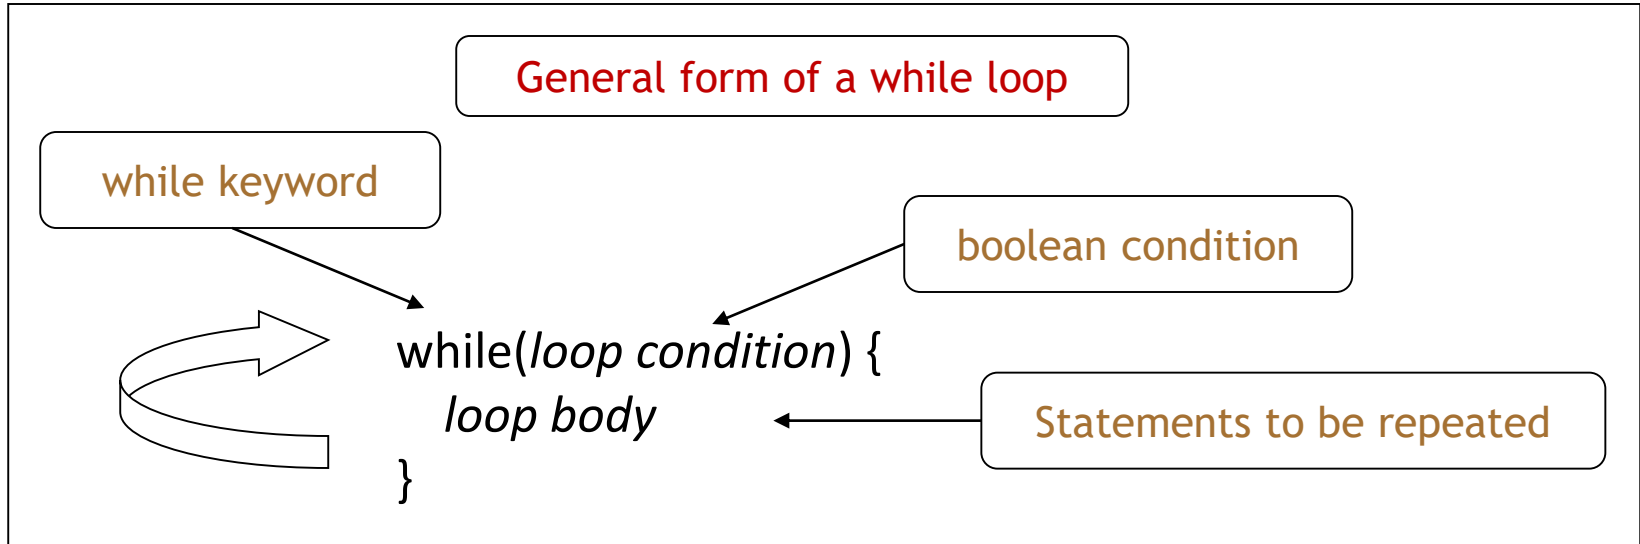 General form of a while loop
while keyword
boolean condition
while(loop condition) {
loop body
Statements to be repeated
}